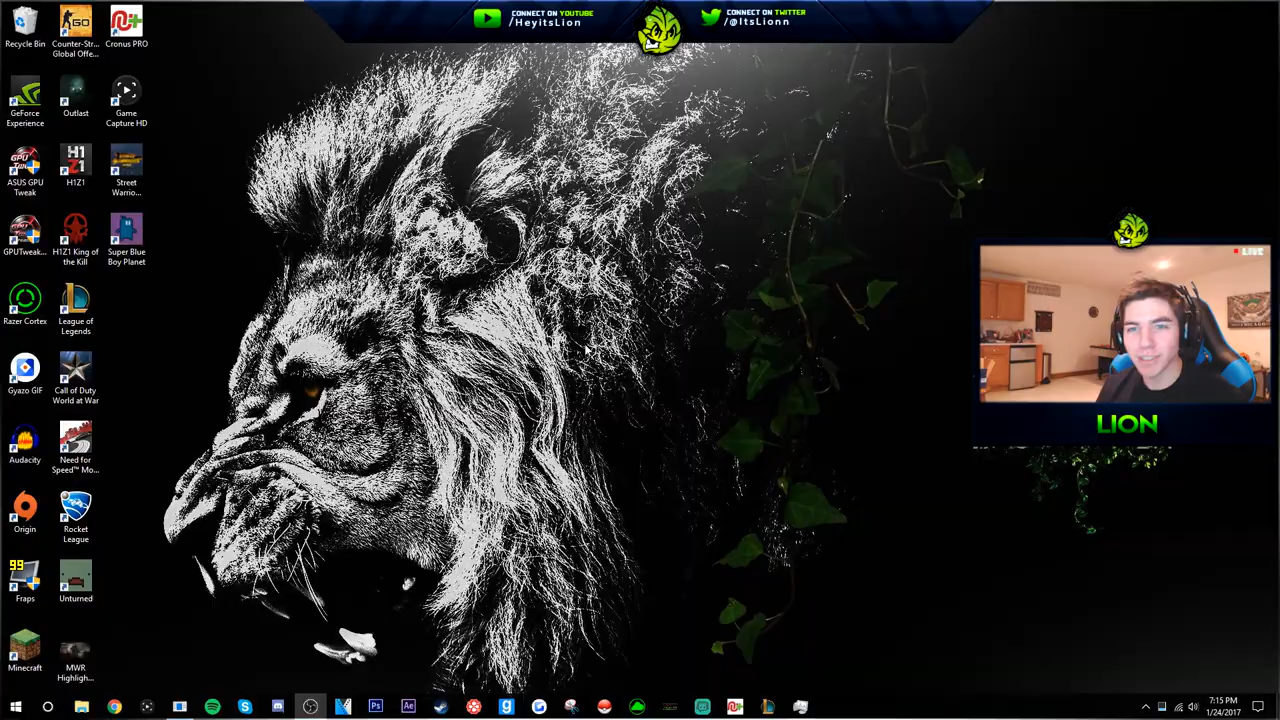 CONNECT ON YOUTUBE
/HeyitsLion
CONNECT ON TWITTER
/@ItsLionn
Recycle Bin
Counter-Str...
Global Offe...
Cronus PRO
GeForce
Experience
Outlast
Game
Capture HD
ASUS GPU
Tweak
H1Z1
Street
Warrio...
GPUTweak...
H1Z1 King of
the Kill
Super Blue
Boy Planet
Razer Cortex
League of
Legends
Gyazo GIF
Call of Duty
World at War
Audacity
Need for
Speed™ Mo...
Origin
Rocket
League
99
Fraps
Unturned
Minecraft
MWR
Highligh...
LIVE
LION
Ps
Ae
7:15 PM
1/24/2017